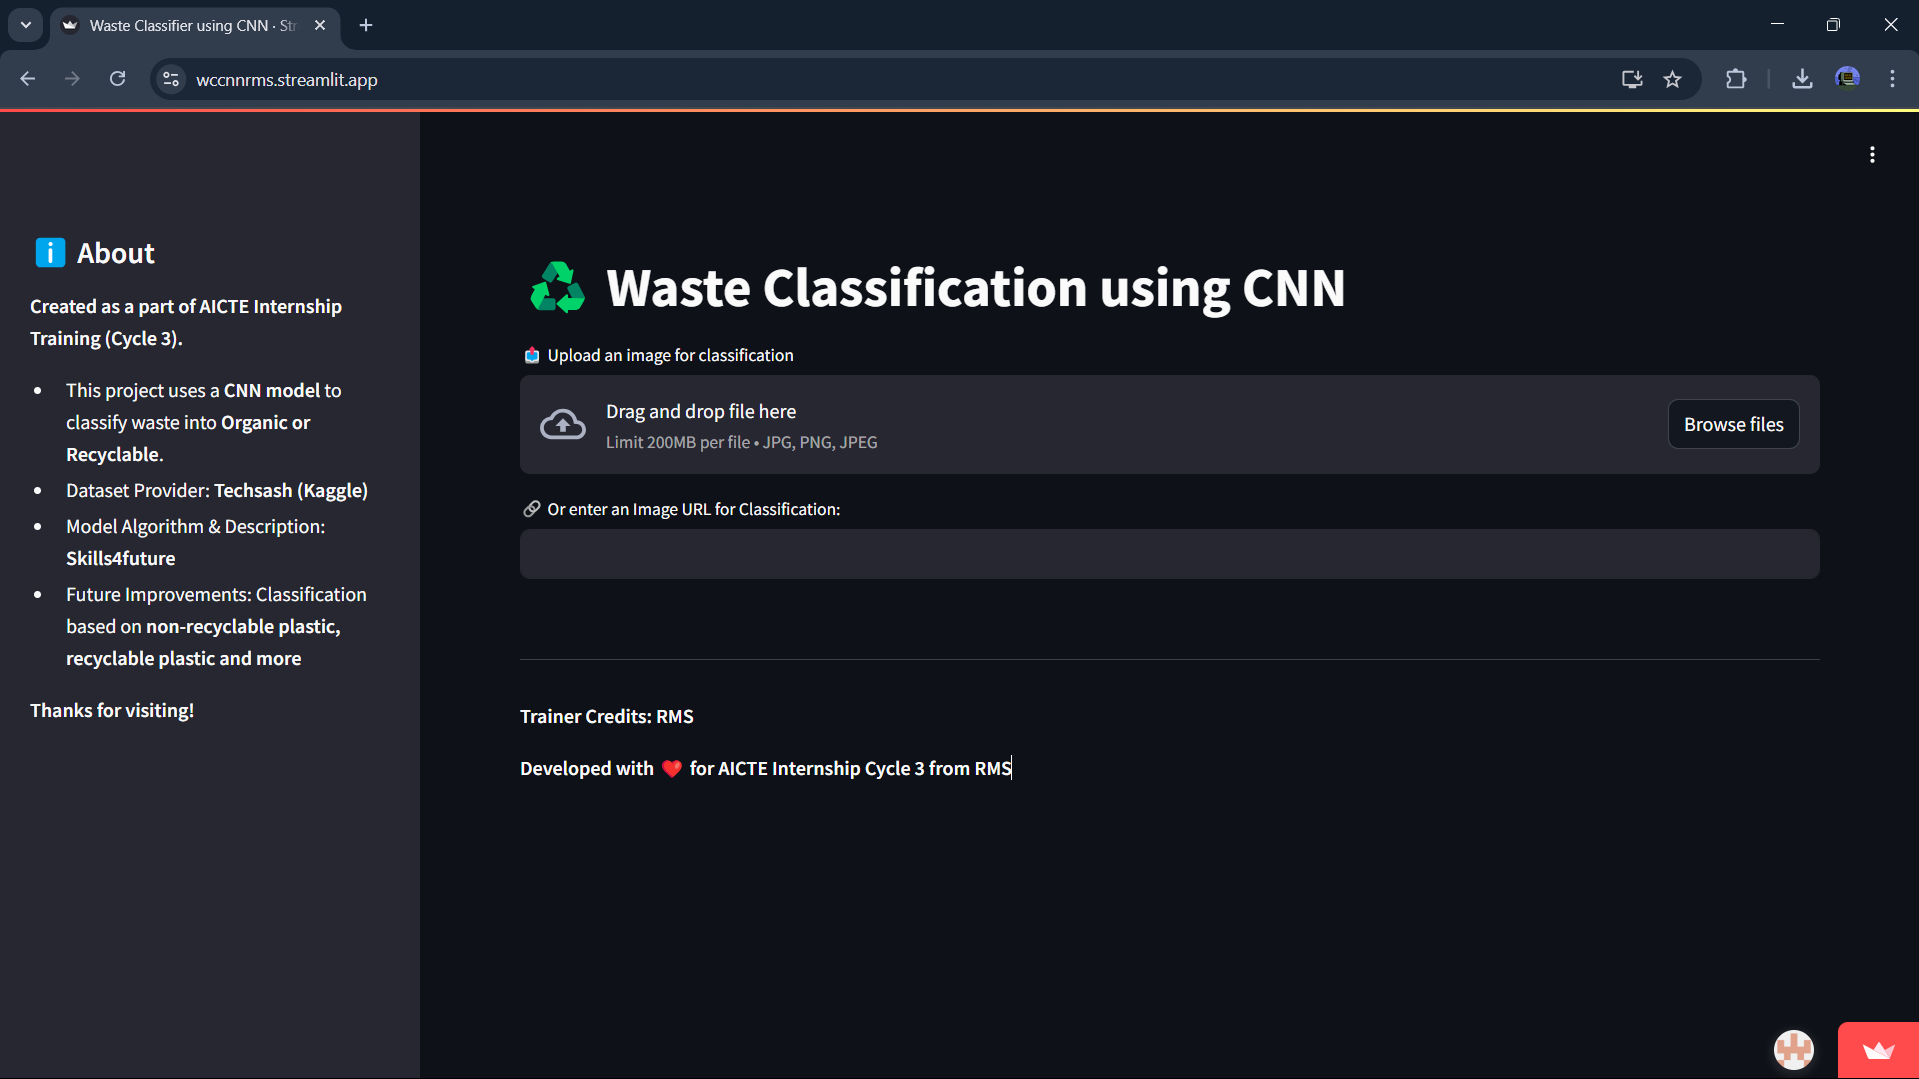 Waste Classifier using CNN · Str
wccnnrms.streamlit.app
ℹ️ About
Created as a part of AICTE Internship
Training (Cycle 3).
• This project uses a CNN model to
classify waste into Organic or
Recyclable.
• Dataset Provider: Techsash (Kaggle)
• Model Algorithm & Description:
Skills4future
• Future Improvements: Classification
based on non-recyclable plastic,
recyclable plastic and more
Thanks for visiting!
♻️ Waste Classification using CNN
📤 Upload an image for classification
Drag and drop file here
Limit 200MB per file • JPG, PNG, JPEG
Browse files
🔗 Or enter an Image URL for Classification:
Trainer Credits: RMS
Developed with ❤️ for AICTE Internship Cycle 3 from RMS